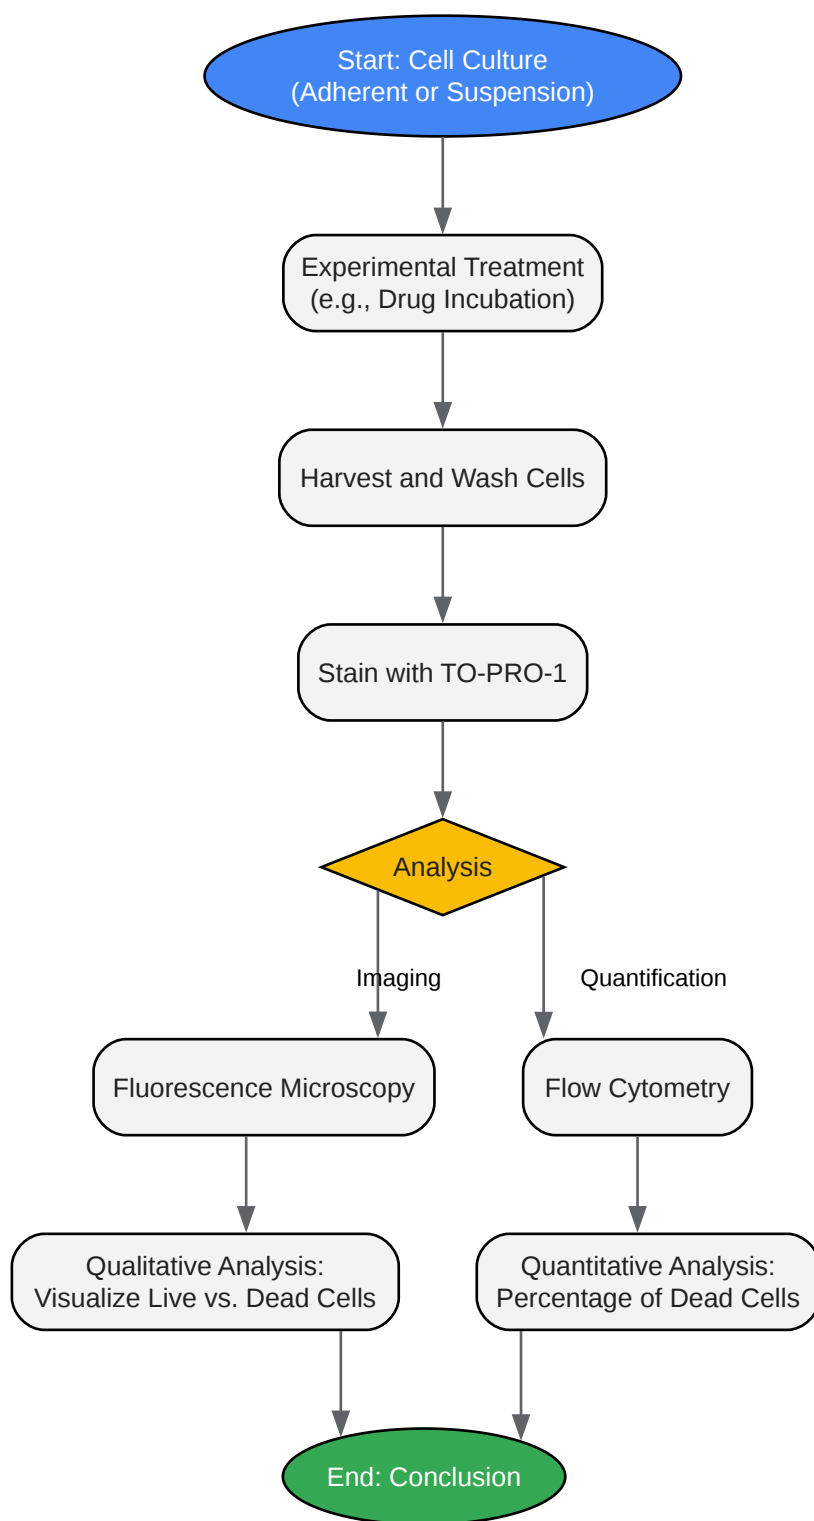 Start: Cell Culture
(Adherent or Suspension)
Experimental Treatment
(e.g., Drug Incubation)
Harvest and Wash Cells
Stain with TO-PRO-1
Analysis
Imaging
Quantification
Fluorescence Microscopy
Flow Cytometry
Qualitative Analysis:
Visualize Live vs. Dead Cells
Quantitative Analysis:
Percentage of Dead Cells
End: Conclusion